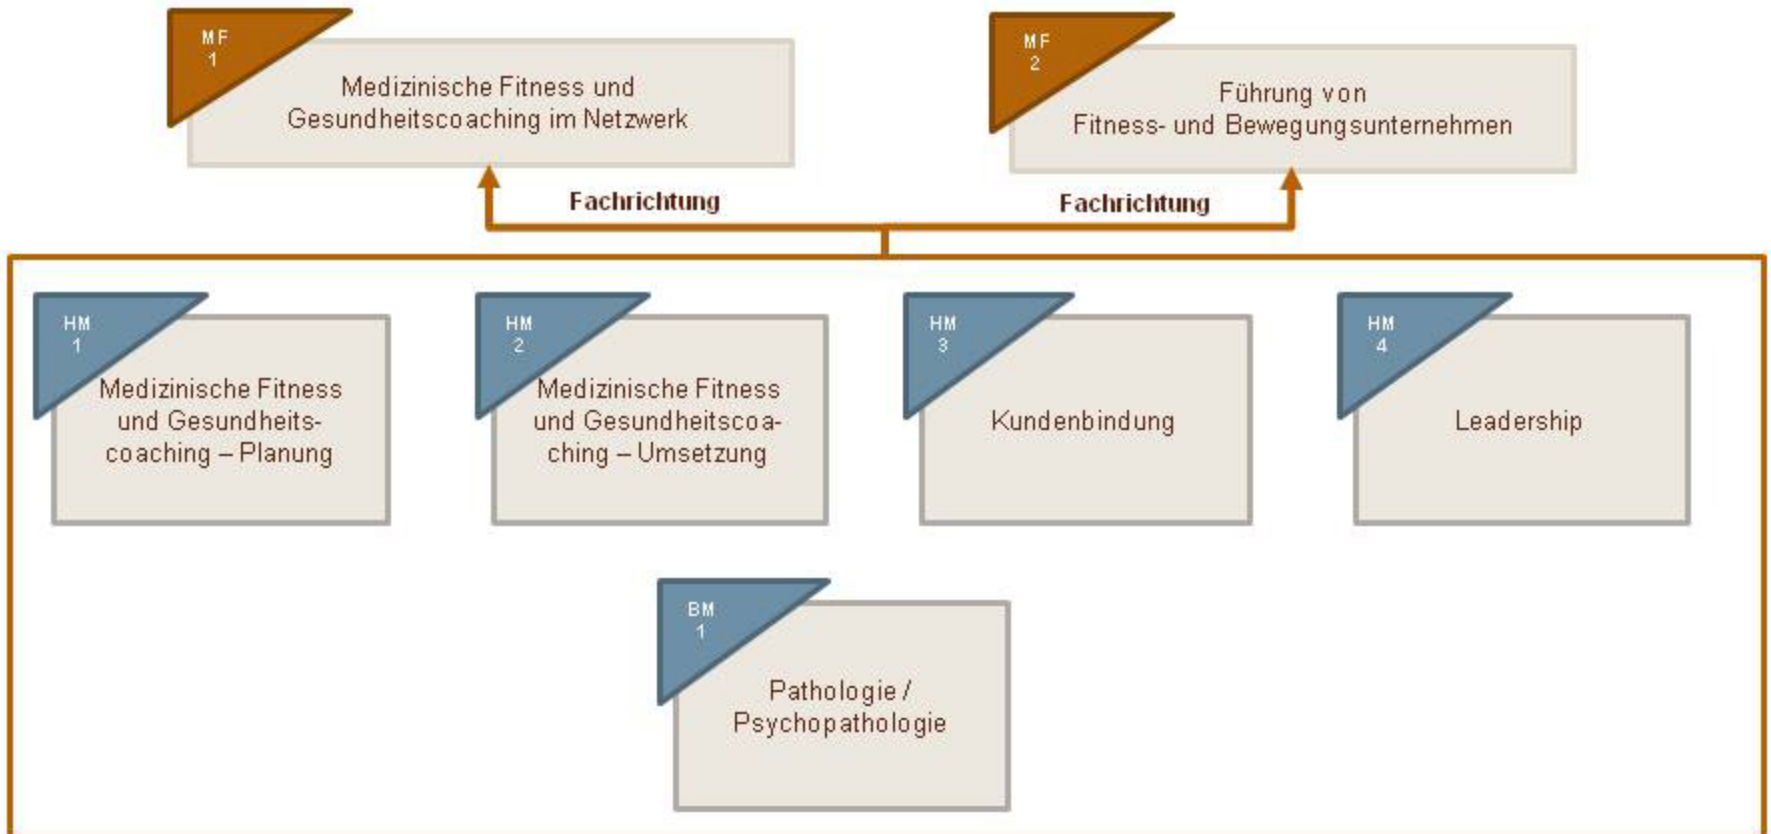 MF
1
Medizinische Fitness und
Gesundheitscoaching im Netzwerk
MF
2
Führung von
Fitness- und Bewegungsunternehmen
Fachrichtung
Fachrichtung
HM
1
Medizinische Fitness
und Gesundheits-
coaching – Planung
HM
2
Medizinische Fitness
und Gesundheitscoa-
ching – Umsetzung
HM
3
Kundenbindung
HM
4
Leadership
BM
1
Pathologie /
Psychopathologie